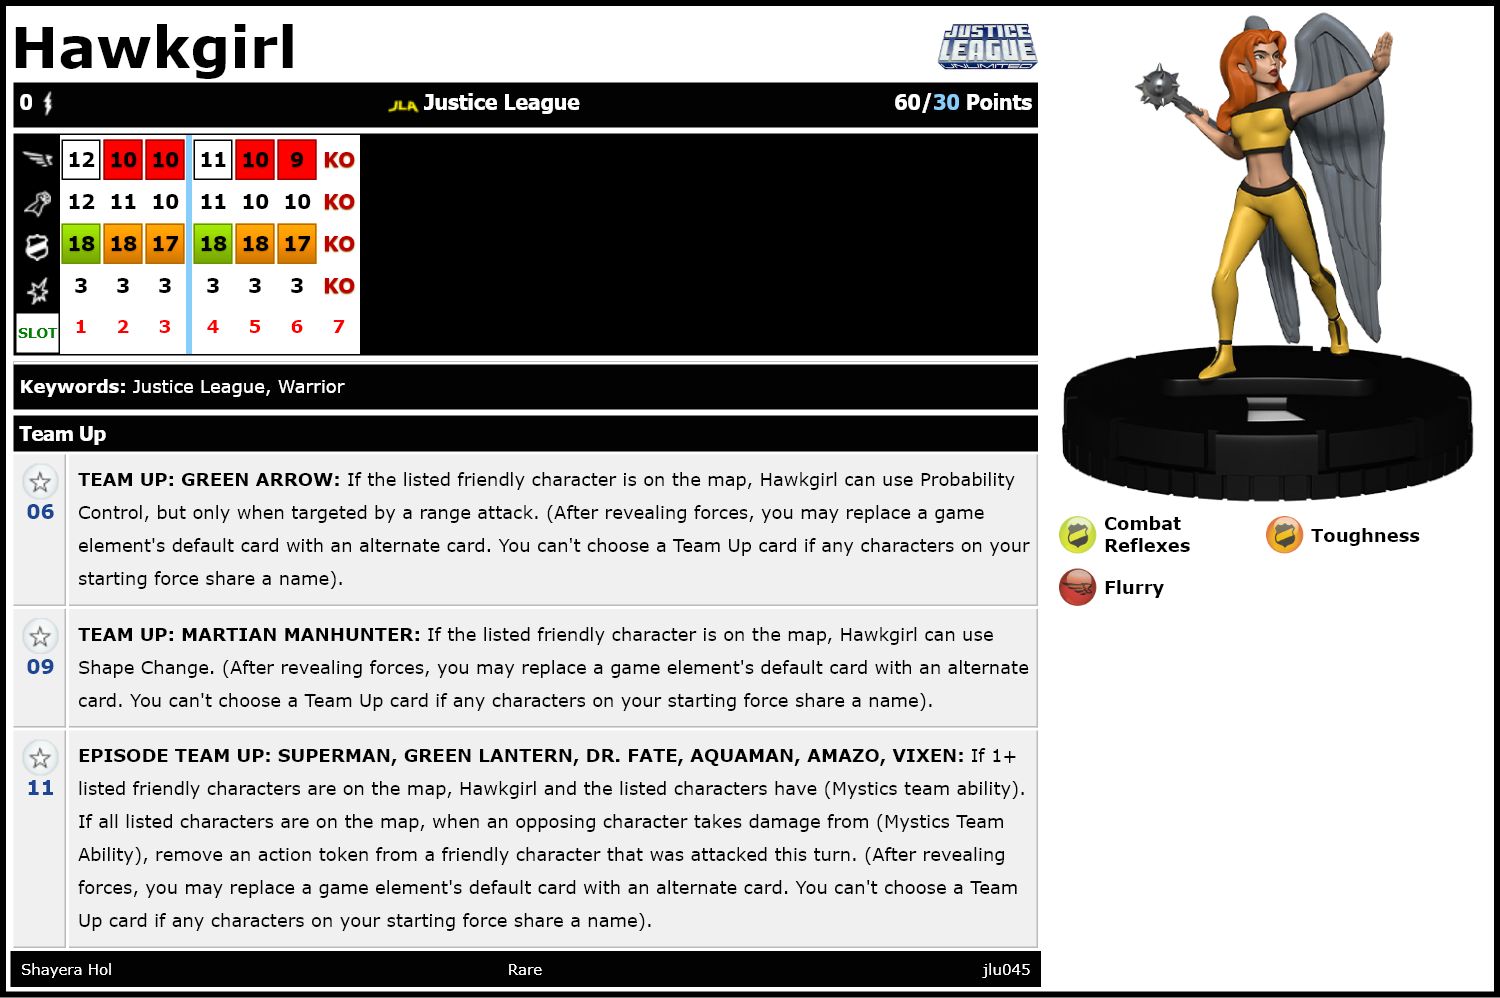 Hawkgirl
JUSTICE
LEAGUE
UNLIMITED
0 JLA Justice League 60/30 Points
12 10 10 11 10 9 KO
12 11 10 11 10 10 KO
18 18 17 18 18 17 KO
3 3 3 3 3 3 KO
SLOT 1 2 3 4 5 6 7
Keywords: Justice League, Warrior
Team Up
06
TEAM UP: GREEN ARROW: If the listed friendly character is on the map, Hawkgirl can use Probability
Control, but only when targeted by a range attack. (After revealing forces, you may replace a game
element's default card with an alternate card. You can't choose a Team Up card if any characters on your
starting force share a name).
09
TEAM UP: MARTIAN MANHUNTER: If the listed friendly character is on the map, Hawkgirl can use
Shape Change. (After revealing forces, you may replace a game element's default card with an alternate
card. You can't choose a Team Up card if any characters on your starting force share a name).
11
EPISODE TEAM UP: SUPERMAN, GREEN LANTERN, DR. FATE, AQUAMAN, AMAZO, VIXEN: If 1+
listed friendly characters are on the map, Hawkgirl and the listed characters have (Mystics team ability).
If all listed characters are on the map, when an opposing character takes damage from (Mystics Team
Ability), remove an action token from a friendly character that was attacked this turn. (After revealing
forces, you may replace a game element's default card with an alternate card. You can't choose a Team
Up card if any characters on your starting force share a name).
Shayera Hol Rare jlu045
Combat
Reflexes
Toughness
Flurry